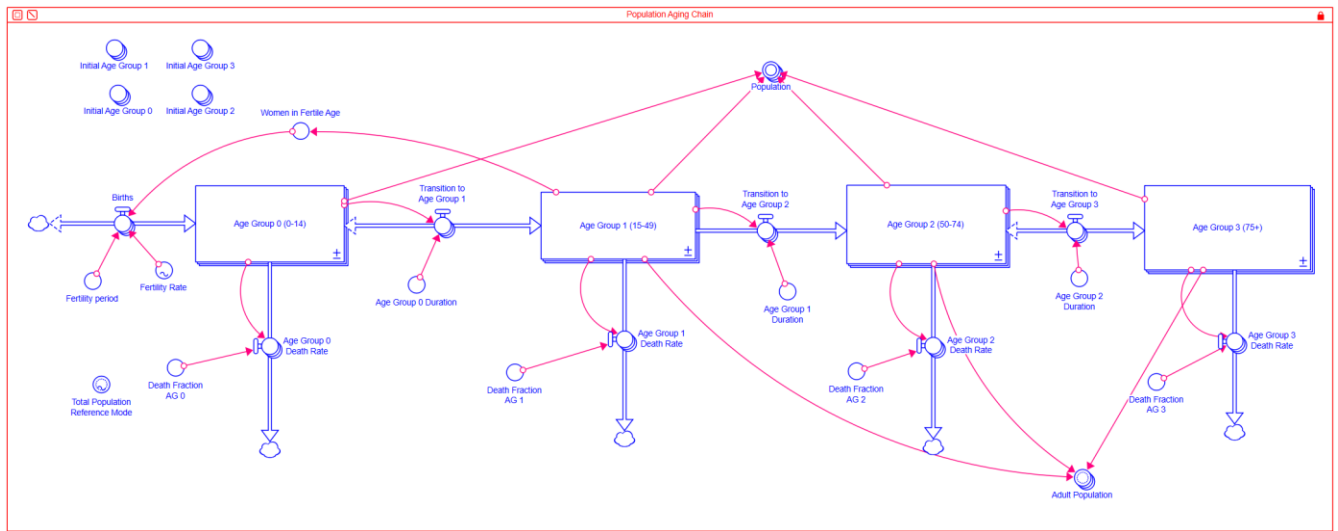 Population Aging Chain
Initial Age Group 1
Initial Age Group 3
Initial Age Group 0
Initial Age Group 2
Population
Women in Fertile Age
Births
Transition to
Age Group 1
Transition to
Age Group 2
Transition to
Age Group 3
Age Group 0 (0-14)
Age Group 1 (15-49)
Age Group 2 (50-74)
Age Group 3 (75+)
Fertility period
Fertility Rate
Age Group 0 Duration
Age Group 1
Duration
Age Group 2
Duration
Age Group 0
Death Rate
Age Group 1
Death Rate
Age Group 2
Death Rate
Age Group 3
Death Rate
Death Fraction
AG 0
Death Fraction
AG 1
Death Fraction
AG 2
Death Fraction
AG 3
Total Population
Reference Mode
Adult Population